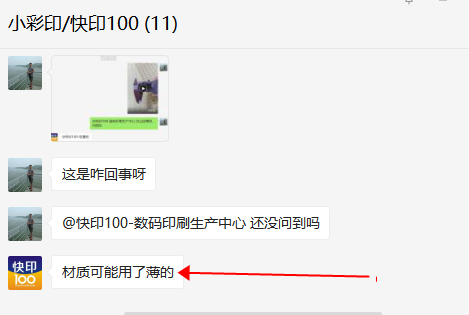 小彩印/快印100 (11)
这是咋回事呀
@快印100-数码印刷生产中心 还没问到吗
快印
100
材质可能用了薄的